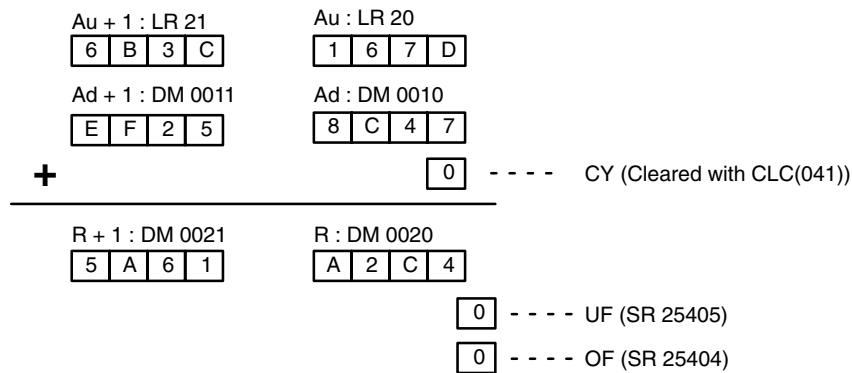 Au + 1 : LR 21 Au : LR 20
6 B 3 C 1 6 7 D
Ad + 1 : DM 0011 Ad : DM 0010
E F 2 5 8 C 4 7
+ 0 - - - - CY (Cleared with CLC(041))
R + 1 : DM 0021 R : DM 0020
5 A 6 1 A 2 C 4
0 - - - - UF (SR 25405)
0 - - - - OF (SR 25404)